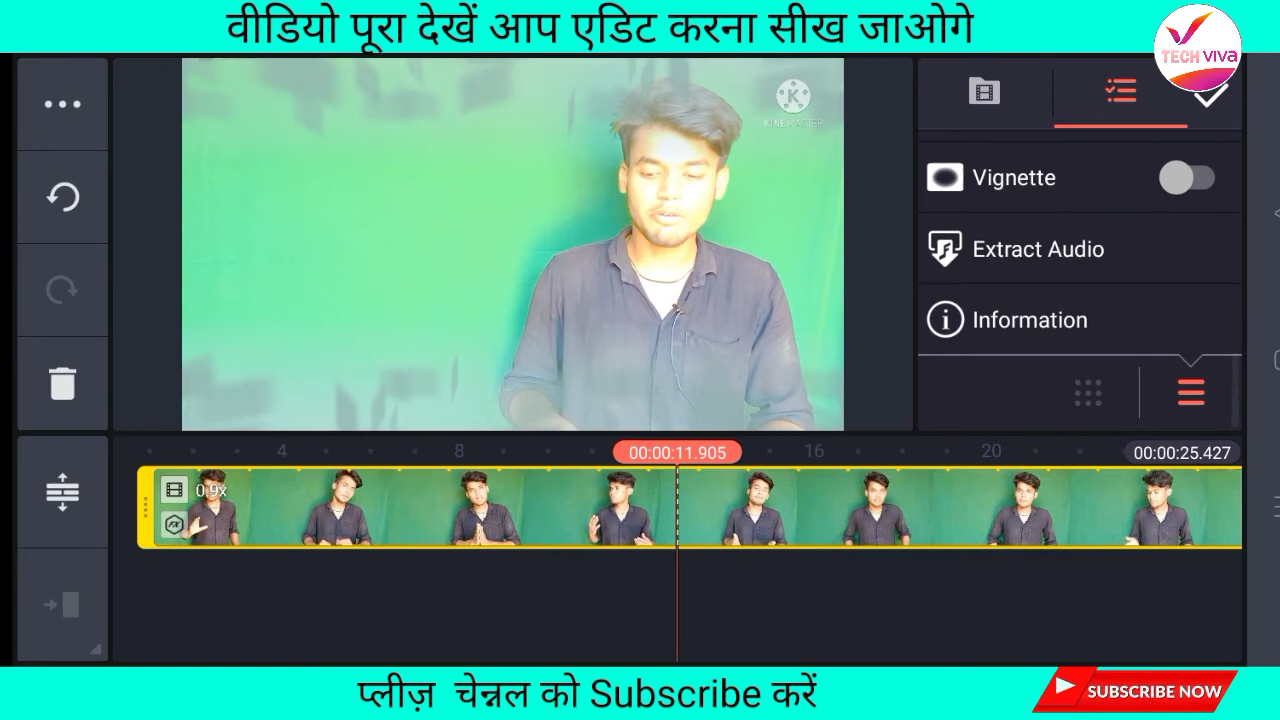 वीडियो पूरा देखें आप एडिट करना सीख जाओगे
TECH VIVA
K
KINEMASTER
Vignette
Extract Audio
Information
4
8
00:00:11.905
16
20
00:00:25.427
0.9x
FX
प्लीज़ चेन्नल को Subscribe करें
SUBSCRIBE NOW